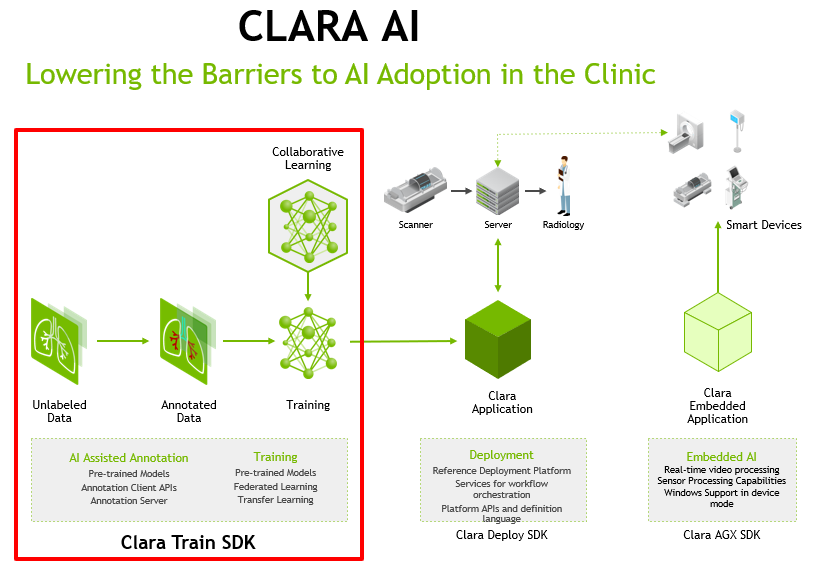 CLARA AI
Lowering the Barriers to AI Adoption in the Clinic
Collaborative
Learning
Unlabeled
Data
Annotated
Data
Training
AI Assisted Annotation
Pre-trained Models
Annotation Client APIs
Annotation Server
Training
Pre-trained Models
Federated Learning
Transfer Learning
Clara Train SDK
Scanner
Server
Radiology
Clara
Application
Deployment
Reference Deployment Platform
Services for workflow
orchestration
Platform APIs and definition
language
Clara Deploy SDK
Smart Devices
Clara
Embedded
Application
Embedded AI
Real-time video processing
Sensor Processing Capabilities
Windows Support in device
mode
Clara AGX SDK